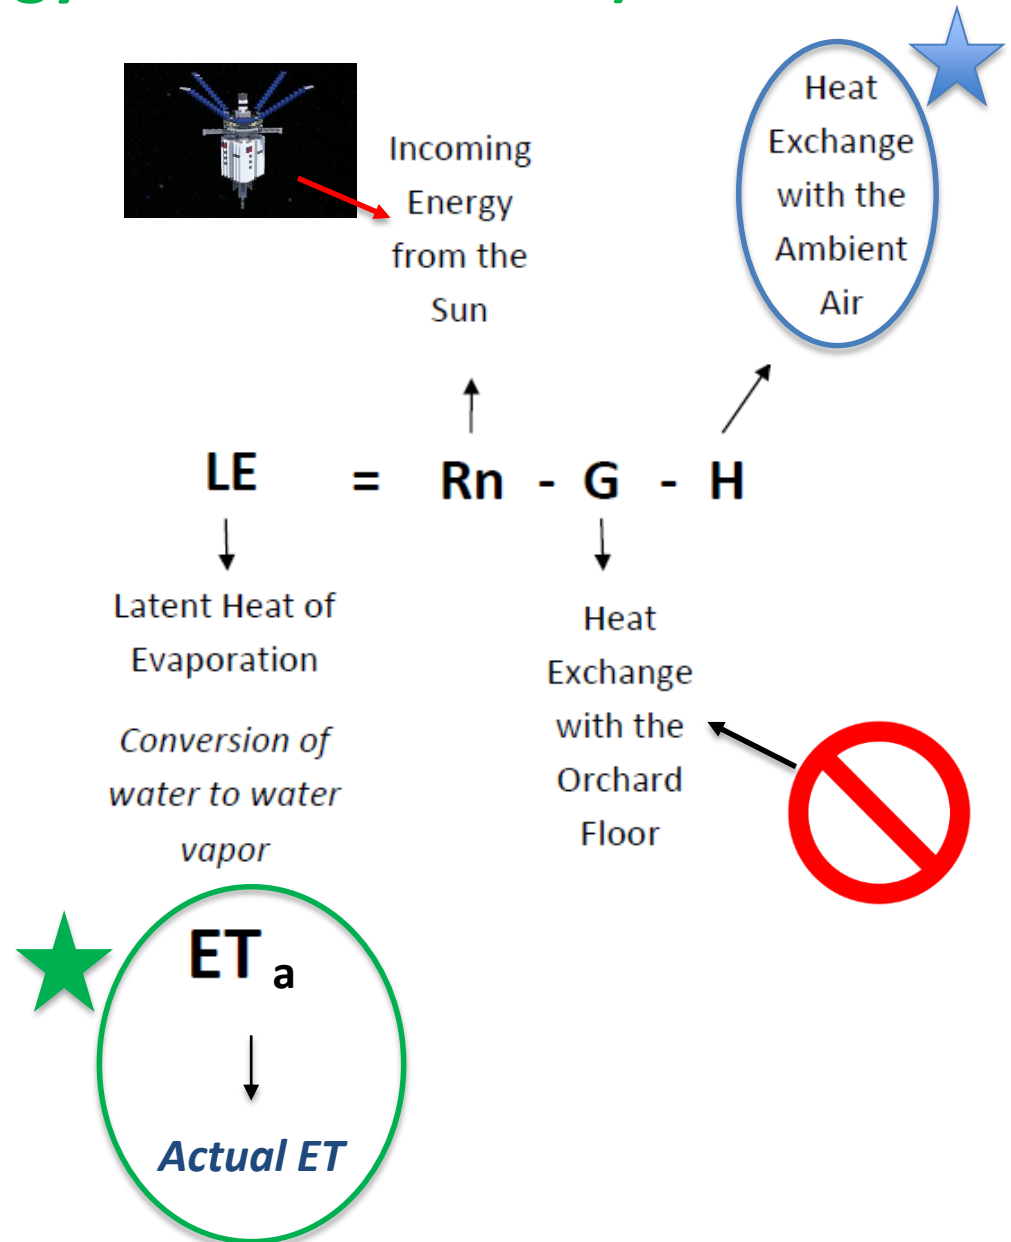 Incoming
Energy
from the
Sun
Heat
Exchange
with the
Ambient
Air
LE = Rn - G - H
Latent Heat of
Evaporation
Conversion of
water to water
vapor
Heat
Exchange
with the
Orchard
Floor
ET a
Actual ET